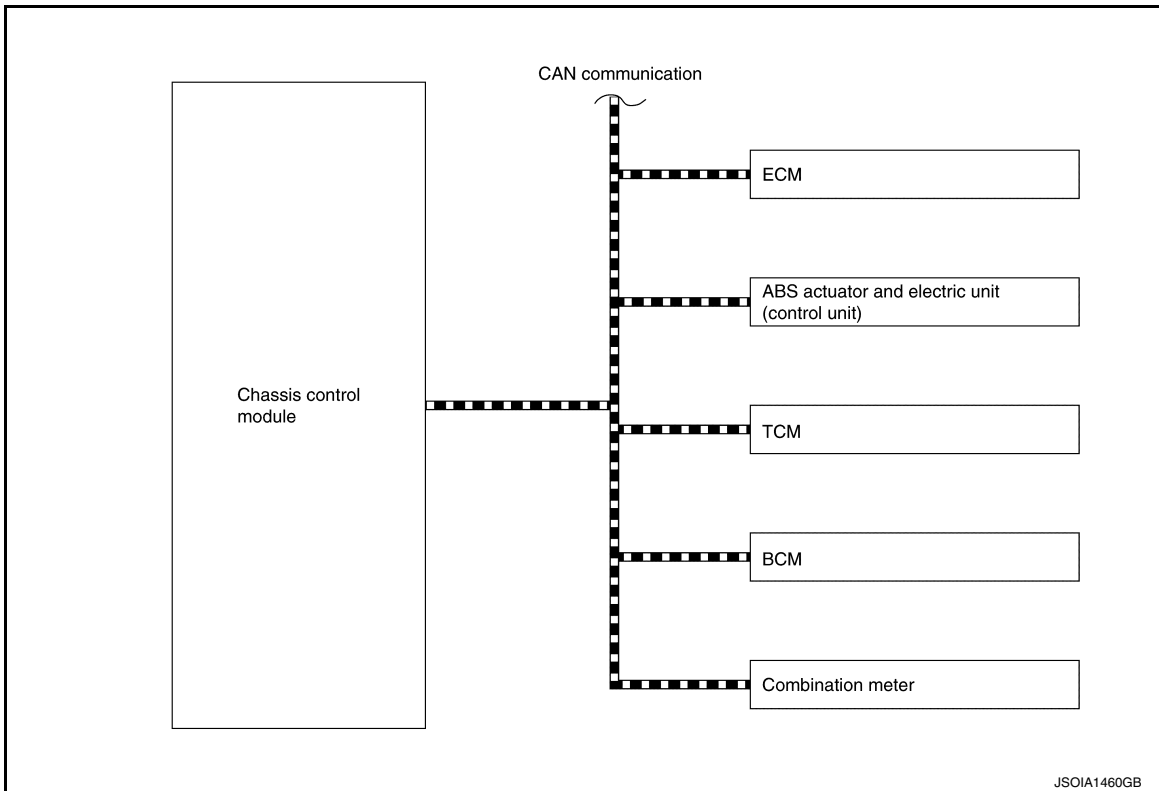 CAN communication
ECM
ABS actuator and electric unit
(control unit)
Chassis control
module
TCM
BCM
Combination meter
JSOIA1460GB